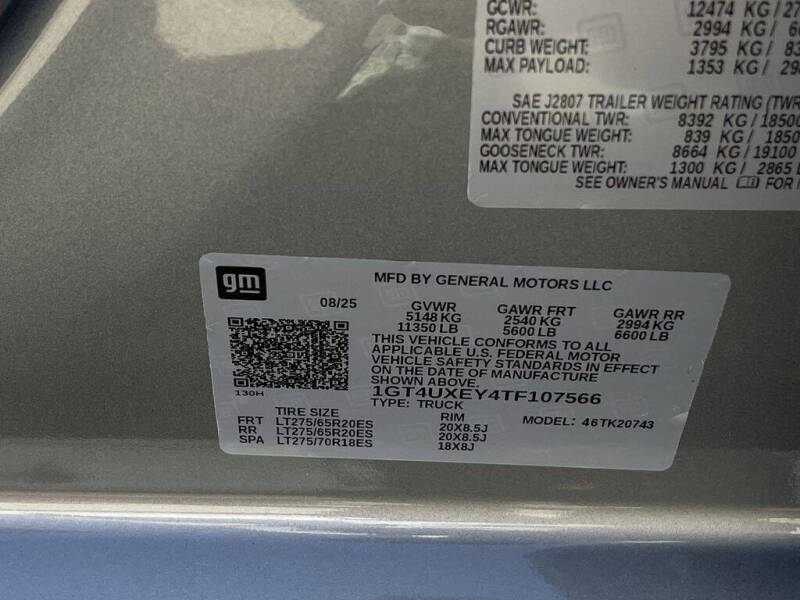 GCWR: 12474 KG/27
RGAWR: 2994 KG/
CURB WEIGHT: 3795 KG/ 83
MAX PAYLOAD: 1353 KG/ 29
SAE J2807 TRAILER WEIGHT RATING (TWR
CONVENTIONAL TWR: 8392 KG/18500
MAX TONGUE WEIGHT: 839 KG/ 1850
GOOSENECK TWR: 8664 KG/19100
MAX TONGUE WEIGHT: 1300 KG/ 2865 L
SEE OWNER'S MANUAL FOR
gm
MFD BY GENERAL MOTORS LLC
08/25 GVWR GAWR FRT GAWR RR
5148 KG 2540 KG 2994 KG
11350 LB 5600 LB 6600 LB
THIS VEHICLE CONFORMS TO ALL
APPLICABLE U.S. FEDERAL MOTOR
VEHICLE SAFETY STANDARDS IN EFFECT
ON THE DATE OF MANUFACTURE
SHOWN ABOVE.
130H
1GT4UXEY4TF107566
TYPE: TRUCK
TIRE SIZE RIM MODEL: 46TK20743
FRT LT275/65R20ES 20X8.5J
RR LT275/65R20ES 20X8.5J
SPA LT275/70R18ES 18X8J